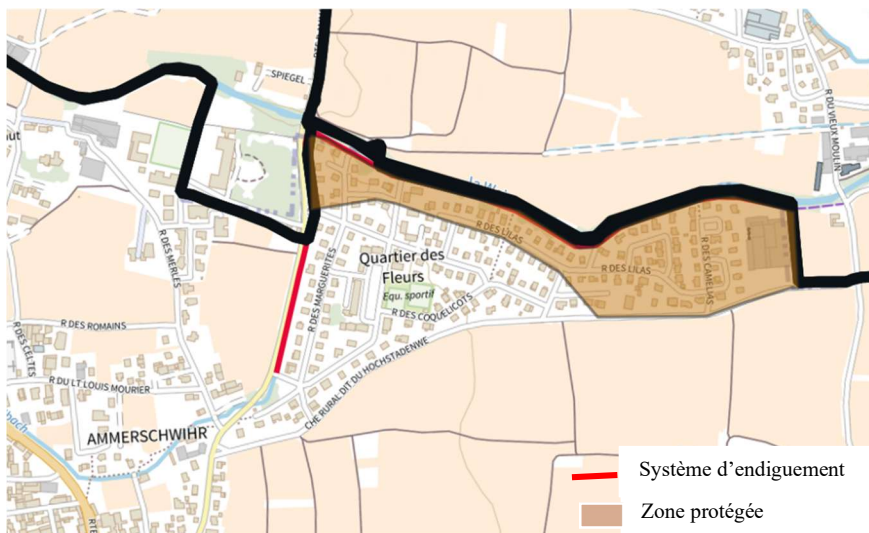 SPIEGEL
R DU VIEUX MOULIN
R DES MERLES
R DES LILAS
Quartier des
Fleurs
Equ. sportif
R DES MARGUERITES
R DES LILAS
R DES CAMELIAS
R DES COQUELICOTS
R DES ROMAINS
R DES CELTES
R DU LT LOUIS MOURIER
CHE RURAL DIT DU HOCHSTADENWE
AMMERSCHWIHR
Système d'endiguement
Zone protégée